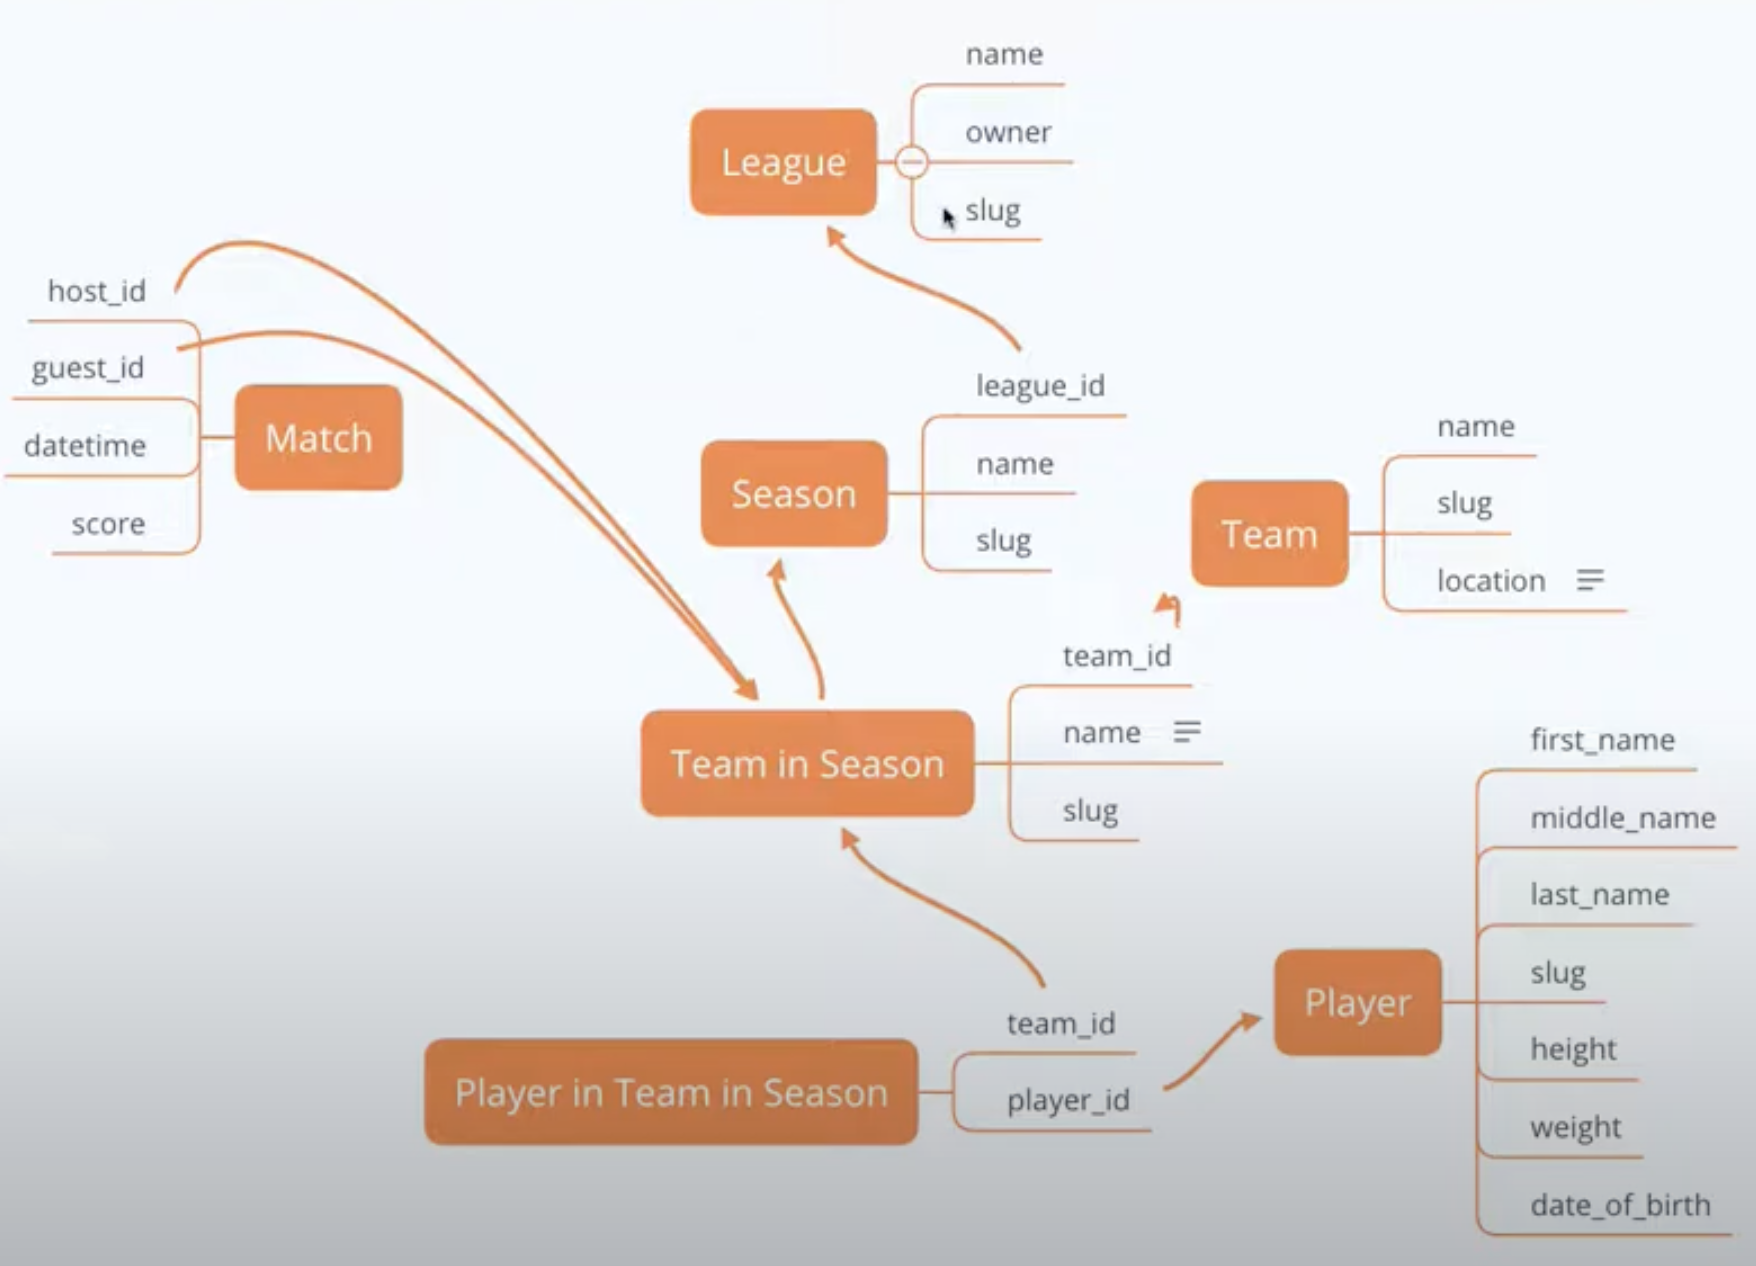 League
name
owner
slug
host_id
guest_id
datetime
score
Match
Season
league_id
name
slug
Team
name
slug
location
Team in Season
team_id
name
slug
Player in Team in Season
team_id
player_id
Player
first_name
middle_name
last_name
slug
height
weight
date_of_birth